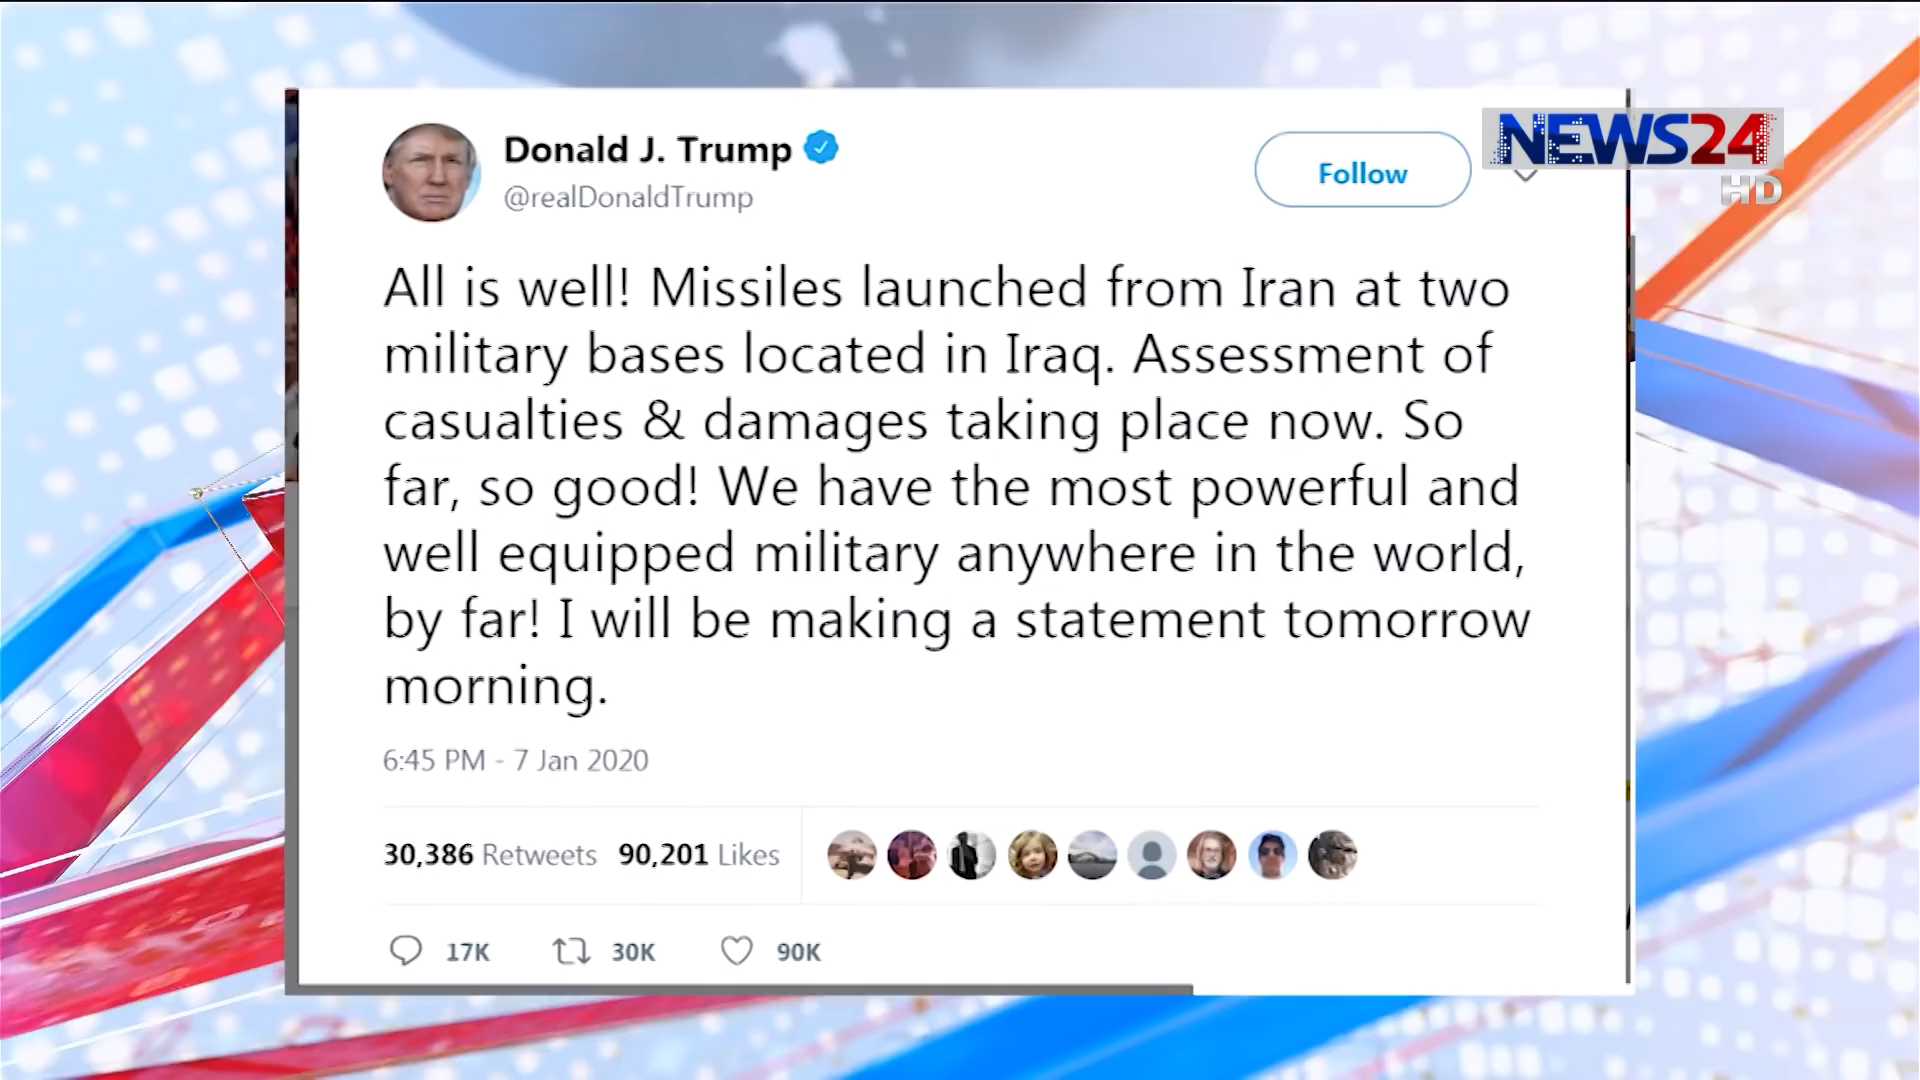 Donald J. Trump
@realDonaldTrump
Follow
NEWS24
HD
All is well! Missiles launched from Iran at two
military bases located in Iraq. Assessment of
casualties & damages taking place now. So
far, so good! We have the most powerful and
well equipped military anywhere in the world,
by far! I will be making a statement tomorrow
morning.
6:45 PM - 7 Jan 2020
30,386 Retweets 90,201 Likes
17K 30K 90K